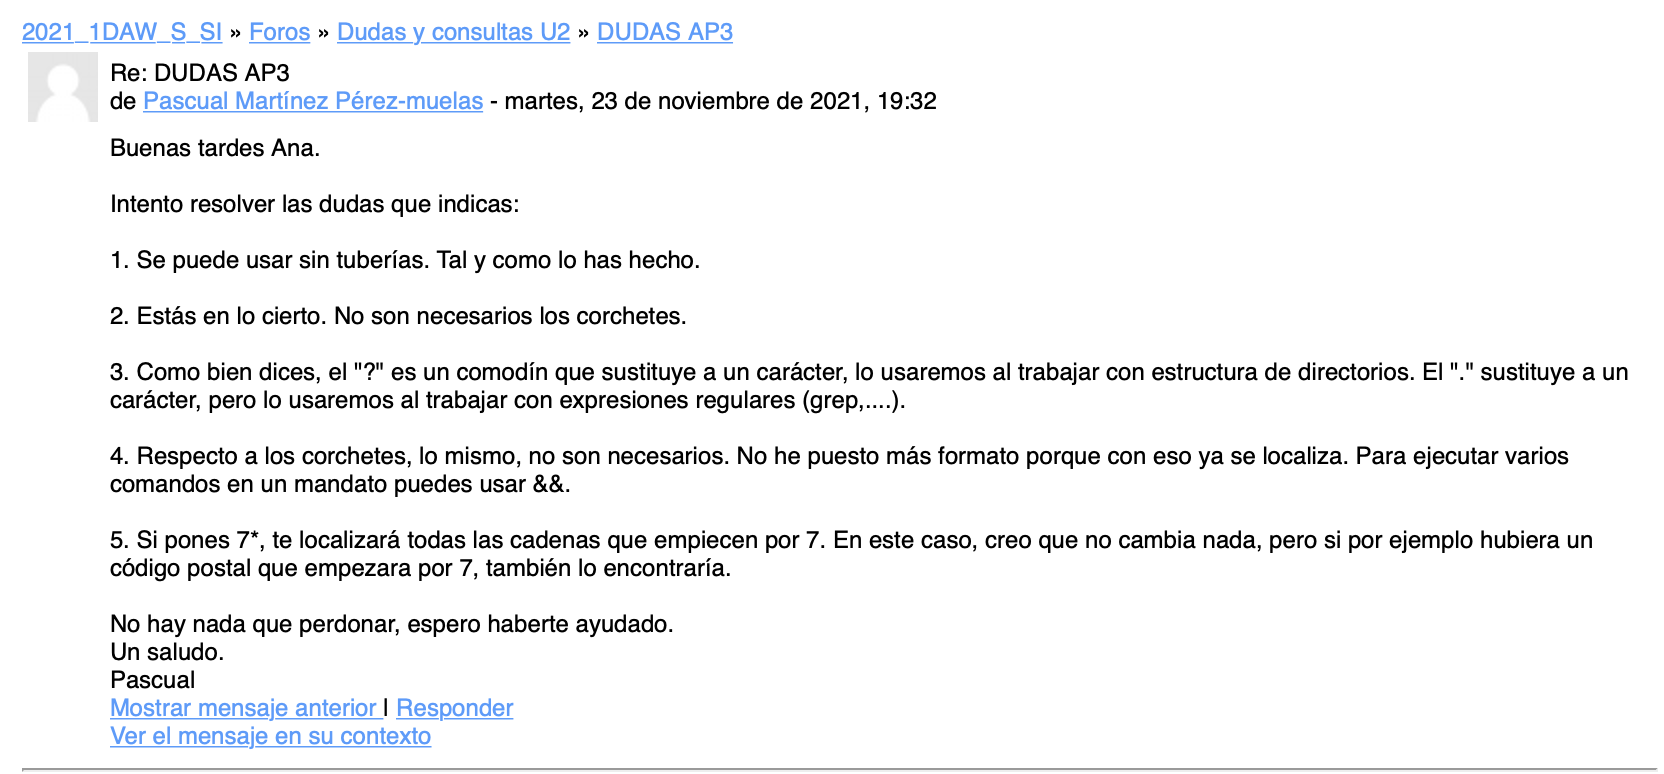 2021_1DAW_S_SI » Foros » Dudas y consultas U2 » DUDAS AP3
Re: DUDAS AP3
de Pascual Martínez Pérez-muelas - martes, 23 de noviembre de 2021, 19:32
Buenas tardes Ana.
Intento resolver las dudas que indicas:
1. Se puede usar sin tuberías. Tal y como lo has hecho.
2. Estás en lo cierto. No son necesarios los corchetes.
3. Como bien dices, el "?" es un comodín que sustituye a un carácter, lo usaremos al trabajar con estructura de directorios. El "." sustituye a un
carácter, pero lo usaremos al trabajar con expresiones regulares (grep,....).
4. Respecto a los corchetes, lo mismo, no son necesarios. No he puesto más formato porque con eso ya se localiza. Para ejecutar varios
comandos en un mandato puedes usar &&.
5. Si pones 7*, te localizará todas las cadenas que empiecen por 7. En este caso, creo que no cambia nada, pero si por ejemplo hubiera un
código postal que empezara por 7, también lo encontraría.
No hay nada que perdonar, espero haberte ayudado.
Un saludo.
Pascual
Mostrar mensaje anterior | Responder
Ver el mensaje en su contexto